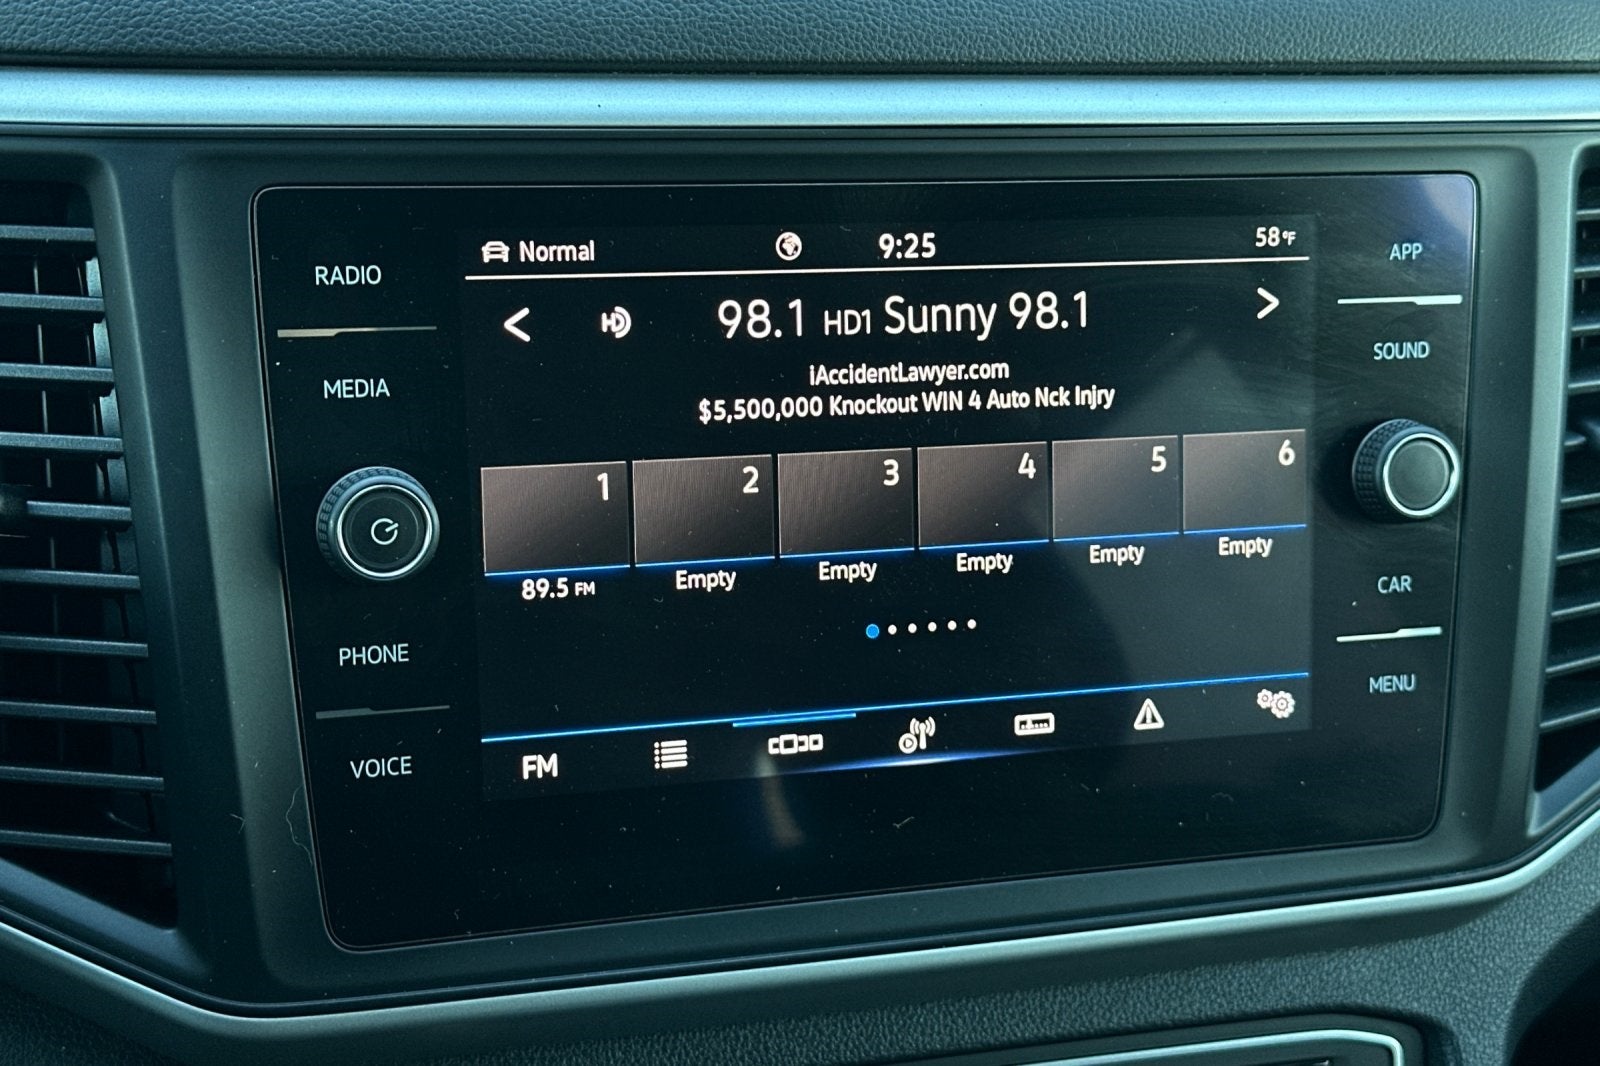 Normal
9:25
58°F
RADIO
MEDIA
PHONE
VOICE
HD
98.1 HD1 Sunny 98.1
iAccidentLawyer.com
$5,500,000 Knockout WIN 4 Auto Nck Injry
1
2
3
4
5
6
89.5 FM
Empty
Empty
Empty
Empty
Empty
FM
APP
SOUND
CAR
MENU